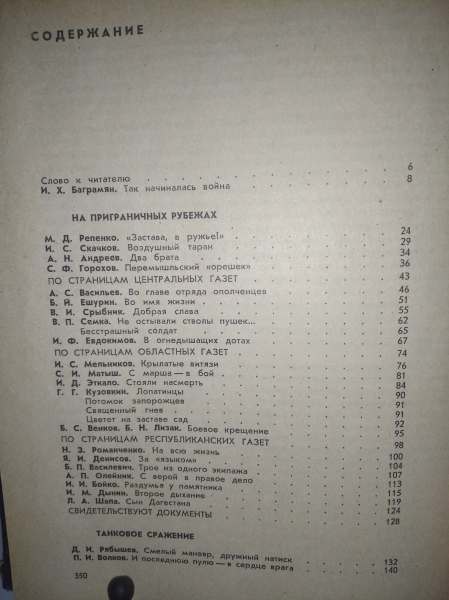 СОДЕРЖАНИЕ
Слово к читателю 6
И. Х. Баграмян. Так начиналась война 8
НА ПРИГРАНИЧНЫХ РУБЕЖАХ
М. Д. Репенко. «Застава, в ружье!» 24
И. С. Скачков. Воздушный таран 29
А. Н. Андреев. Два брата 34
С. Ф. Горохов. Перемышльский «орешек» 36
ПО СТРАНИЦАМ ЦЕНТРАЛЬНЫХ ГАЗЕТ 43
А. С. Васильев. Во главе отряда ополченцев 46
Б. Й. Ешурин. Во имя жизни 51
В. И. Срыбник. Добрая слава 55
В. П. Семка. Не остывали стволы пушек... 62
Бесстрашный солдат 65
И. Ф. Евдокимов. В огнедышащих дотах 67
ПО СТРАНИЦАМ ОБЛАСТНЫХ ГАЗЕТ 74
И. С. Мельников. Крылатые витязи 76
С. И. Матыш. С марша — в бой 81
И. Д. Эткало. Стояли насмерть 84
Г. Г. Кузовкин. Лопатинцы 90
Потомок запорожцев 91
Священный гнев 91
Цветет на заставе сад 92
Б. С. Венков. Б. Н. Лизак. Боевое крещение 95
ПО СТРАНИЦАМ РЕСПУБЛИКАНСКИХ ГАЗЕТ 98
Н. З. Романченко. На всю жизнь
Я. И. Денисов. За «языком» 100
Б. П. Василевич. Трое из одного экипажа 104
А. П. Олейник. С верой в правое дело 107
И. И. Бойко. Раздумья у памятника 113
И. М. Дынин. Второе дыхание 115
Л. А. Шапа. Сын Дагестана 119
СВИДЕТЕЛЬСТВУЮТ ДОКУМЕНТЫ 124
128
ТАНКОВОЕ СРАЖЕНИЕ
Д. И. Рябышев. Смелый маневр, дружный натиск 132
П. И. Волков. И последнюю пулю — в сердце врага 140
350